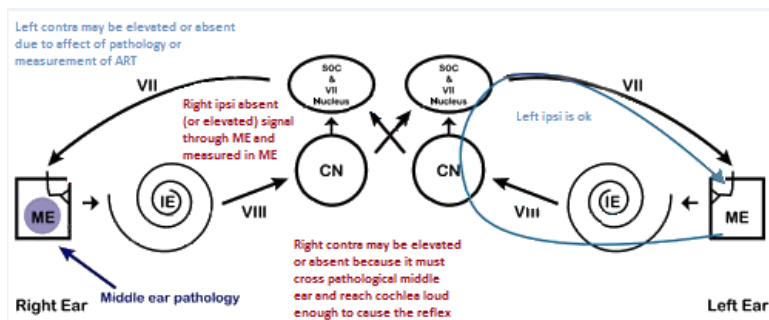 Left contra may be elevated or absent
due to affect of pathology or
measurement of ART
VII
SOC
&
VII
Nucleus
SOC
&
VII
Nucleus
VII
Right ipsi absent
(or elevated) signal
through ME and
measured in ME
Left ipsi is ok
CN
CN
ME
IE
VIII
VIII
IE
ME
Right contra may be elevated
or absent because it must
cross pathological middle
ear and reach cochlea loud
enough to cause the reflex
Middle ear pathology
Right Ear
Left Ear